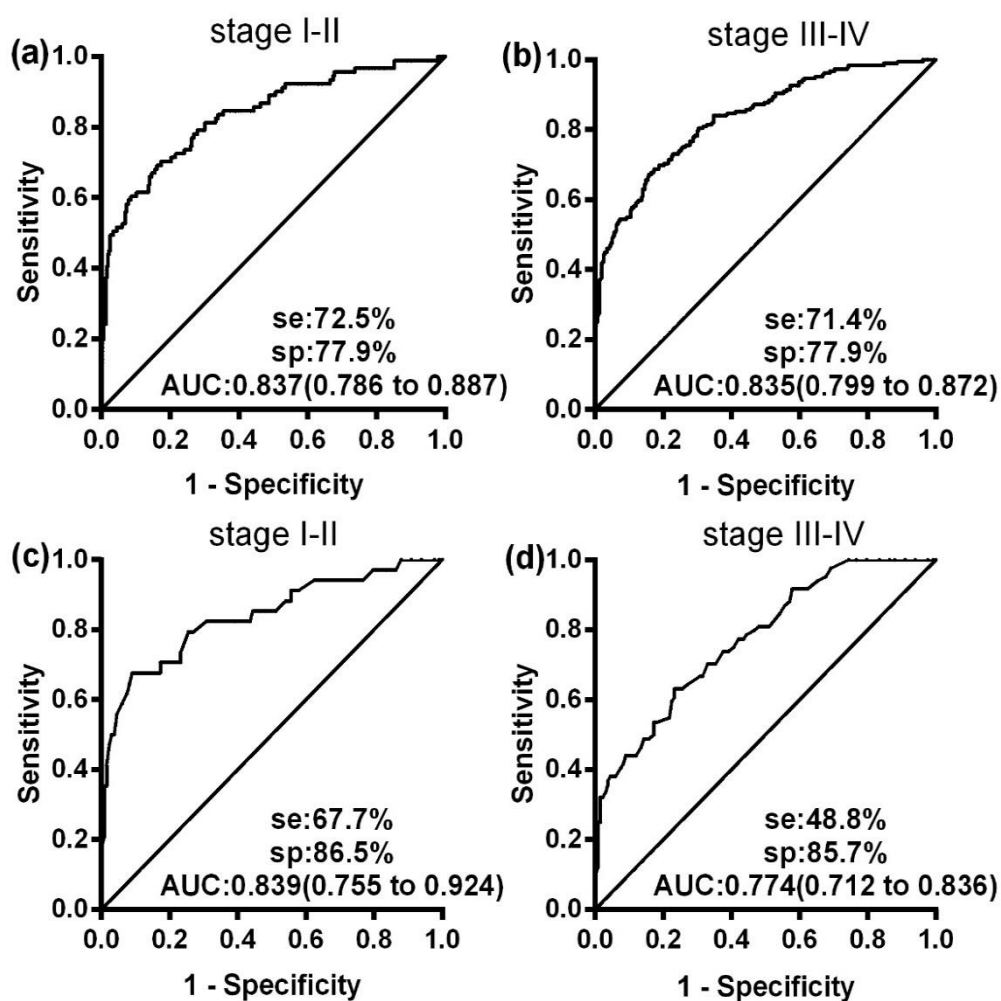 (a) stage I-II
Sensitivity
1.0
0.8
0.6
0.4
0.2
0.0
se:72.5%
sp:77.9%
AUC:0.837(0.786 to 0.887)
0.0 0.2 0.4 0.6 0.8 1.0
1 - Specificity
(b) stage III-IV
Sensitivity
1.0
0.8
0.6
0.4
0.2
0.0
se:71.4%
sp:77.9%
AUC:0.835(0.799 to 0.872)
0.0 0.2 0.4 0.6 0.8 1.0
1 - Specificity
(c) stage I-II
Sensitivity
1.0
0.8
0.6
0.4
0.2
0.0
se:67.7%
sp:86.5%
AUC:0.839(0.755 to 0.924)
0.0 0.2 0.4 0.6 0.8 1.0
1 - Specificity
(d) stage III-IV
Sensitivity
1.0
0.8
0.6
0.4
0.2
0.0
se:48.8%
sp:85.7%
AUC:0.774(0.712 to 0.836)
0.0 0.2 0.4 0.6 0.8 1.0
1 - Specificity